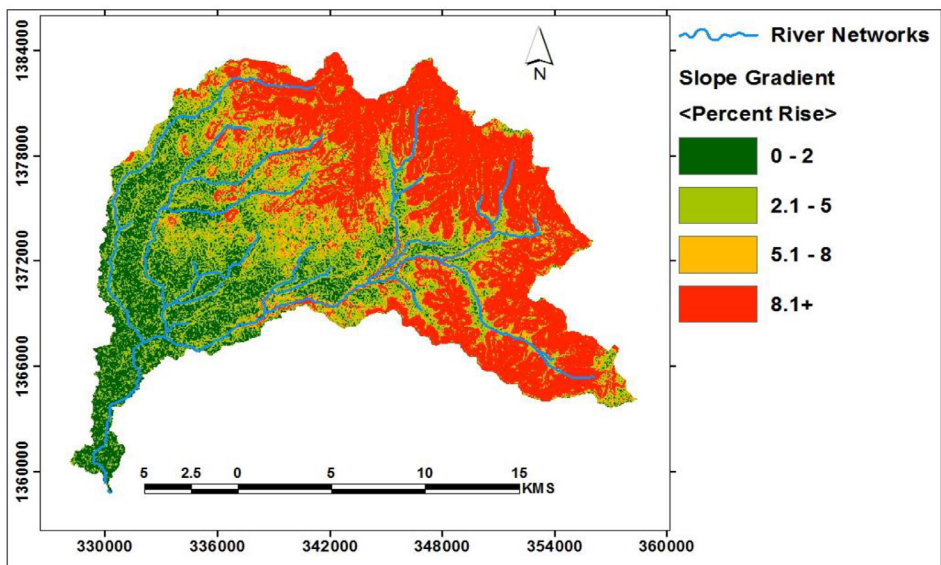 River Networks
Slope Gradient
<Percent Rise>
0 - 2
2.1 - 5
5.1 - 8
8.1+
N
1384000
1378000
1372000
1366000
1360000
5 2.5 0 5 10 15
KMS
330000 336000 342000 348000 354000 360000